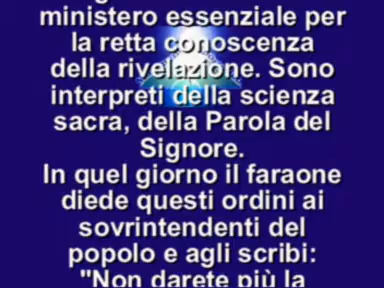 ministero essenziale per
la retta conoscenza
della rivelazione. Sono
interpreti della scienza
sacra, della Parola del
Signore.
In quel giorno il faraone
diede questi ordini ai
sovrintendenti del
popolo e agli scribi:
"Non darete più la